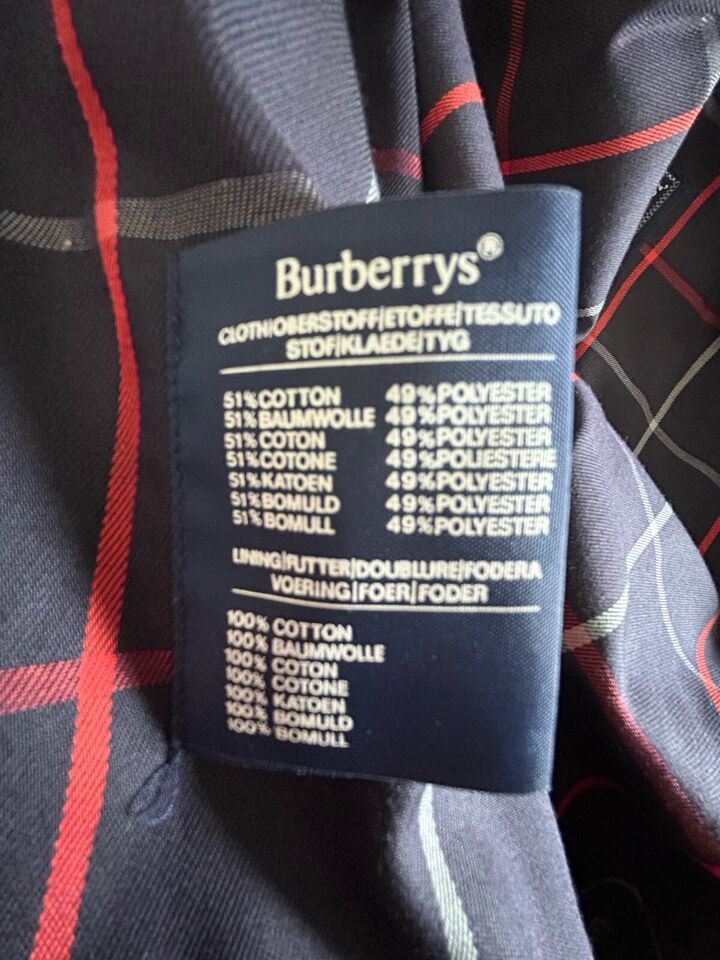 Burberrys®
CLOTH/OBERSTOFF/ETOFFE/TESSUTO
STOF/KLAEDE/TYG
51% COTTON 49% POLYESTER
51% BAUMWOLLE 49% POLYESTER
51% COTON 49% POLYESTER
51% COTONE 49% POLIESTERE
51% KATOEN 49% POLYESTER
51% BOMULD 49% POLYESTER
51% BOMULL 49% POLYESTER
LINING/FUTTER/DOUBLURE/FODERA
VOERING/FOER/FODER
100% COTTON
100% BAUMWOLLE
100% COTON
100% COTONE
100% KATOEN
100% BOMULD
100% BOMULL